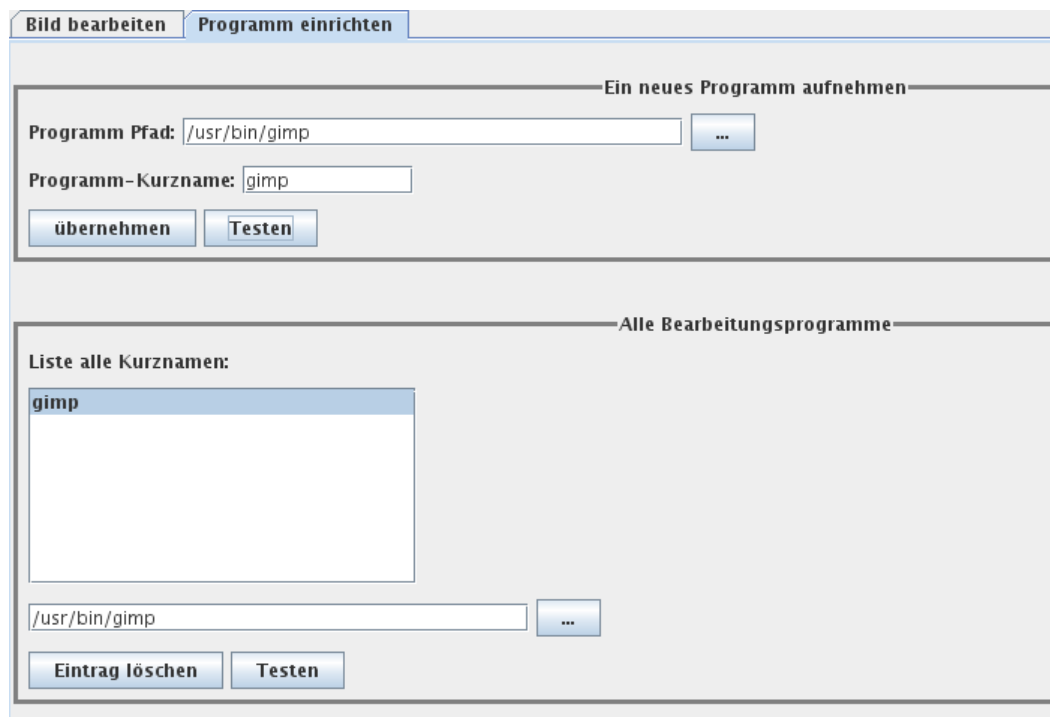 Bild bearbeiten Programm einrichten
Ein neues Programm aufnehmen
Programm Pfad: /usr/bin/gimp ...
Programm-Kurzname: gimp
übernehmen Testen
Alle Bearbeitungsprogramme
Liste alle Kurznamen:
gimp
/usr/bin/gimp ...
Eintrag löschen Testen